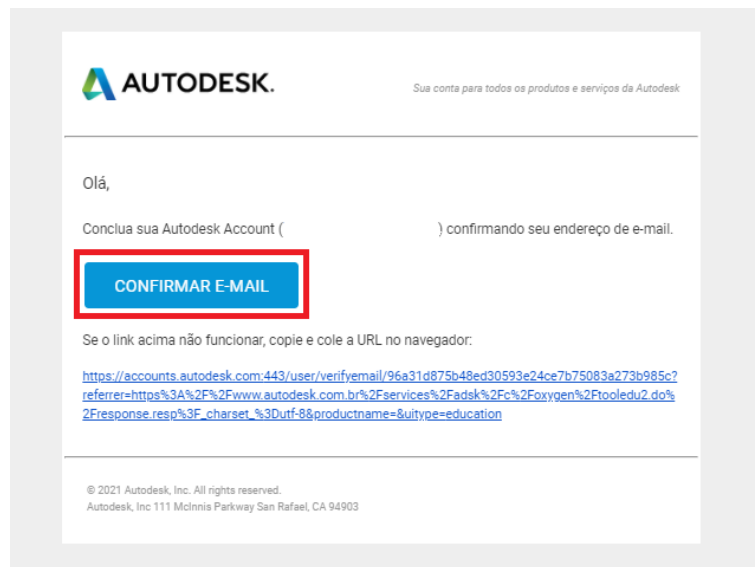 AUTODESK.
Sua conta para todos os produtos e serviços da Autodesk
Olá,
Conclua sua Autodesk Account ( ) confirmando seu endereço de e-mail.
CONFIRMAR E-MAIL
Se o link acima não funcionar, copie e cole a URL no navegador:
https://accounts.autodesk.com:443/user/verifyemail/96a31d875b48ed30593e24ce7b75083a273b985c?
referrer=https%3A%2F%2Fwww.autodesk.com.br%2Fservices%2Fadsk%2Fc%2Foxygen%2Ftooledu2.do%
2Fresponse.resp%3F_charset_%3Dutf-8&productname=&uitype=education
© 2021 Autodesk, Inc. All rights reserved.
Autodesk, Inc 111 McInnis Parkway San Rafael, CA 94903